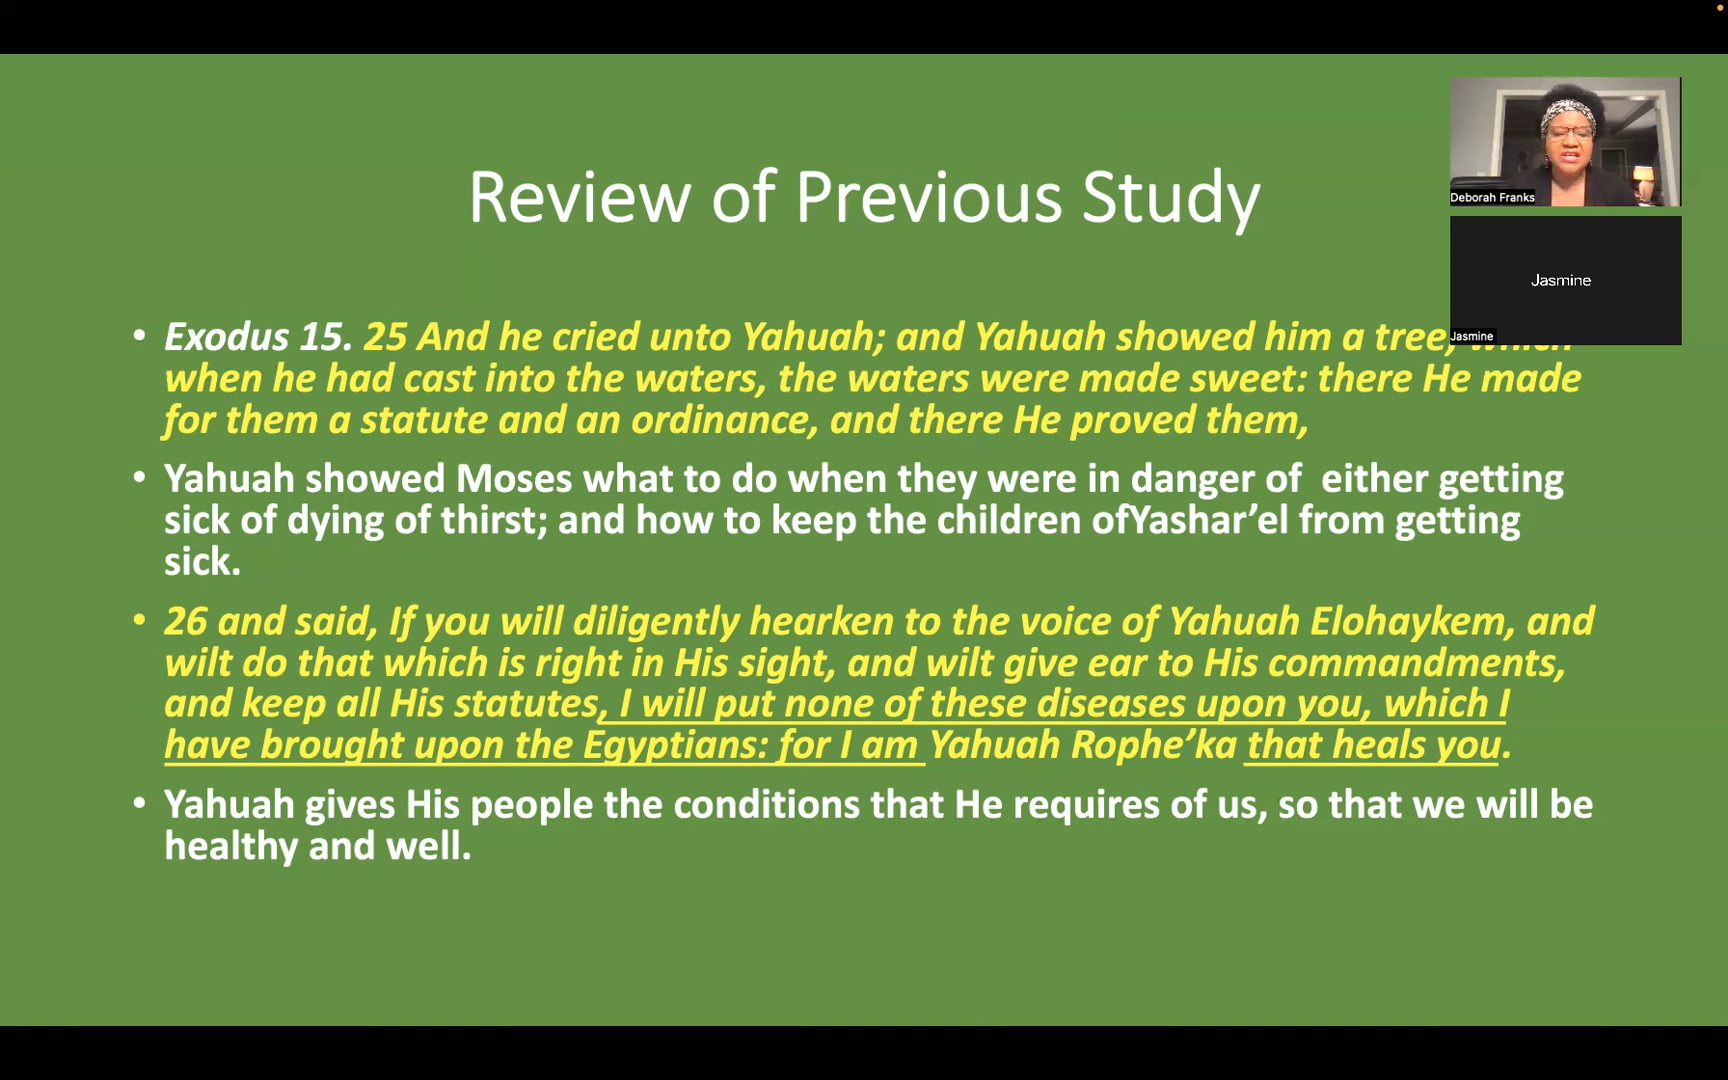 Review of Previous Study
Deborah Franks
Jasmine
Jasmine
• Exodus 15. 25 And he cried unto Yahuah; and Yahuah showed him a tree, which
when he had cast into the waters, the waters were made sweet: there He made
for them a statute and an ordinance, and there He proved them,
• Yahuah showed Moses what to do when they were in danger of  either getting
sick of dying of thirst; and how to keep the children ofYashar’el from getting
sick.
• 26 and said, If you will diligently hearken to the voice of Yahuah Elohaykem, and
wilt do that which is right in His sight, and wilt give ear to His commandments,
and keep all His statutes, I will put none of these diseases upon you, which I
have brought upon the Egyptians: for I am Yahuah Rophe’ka that heals you.
• Yahuah gives His people the conditions that He requires of us, so that we will be
healthy and well.